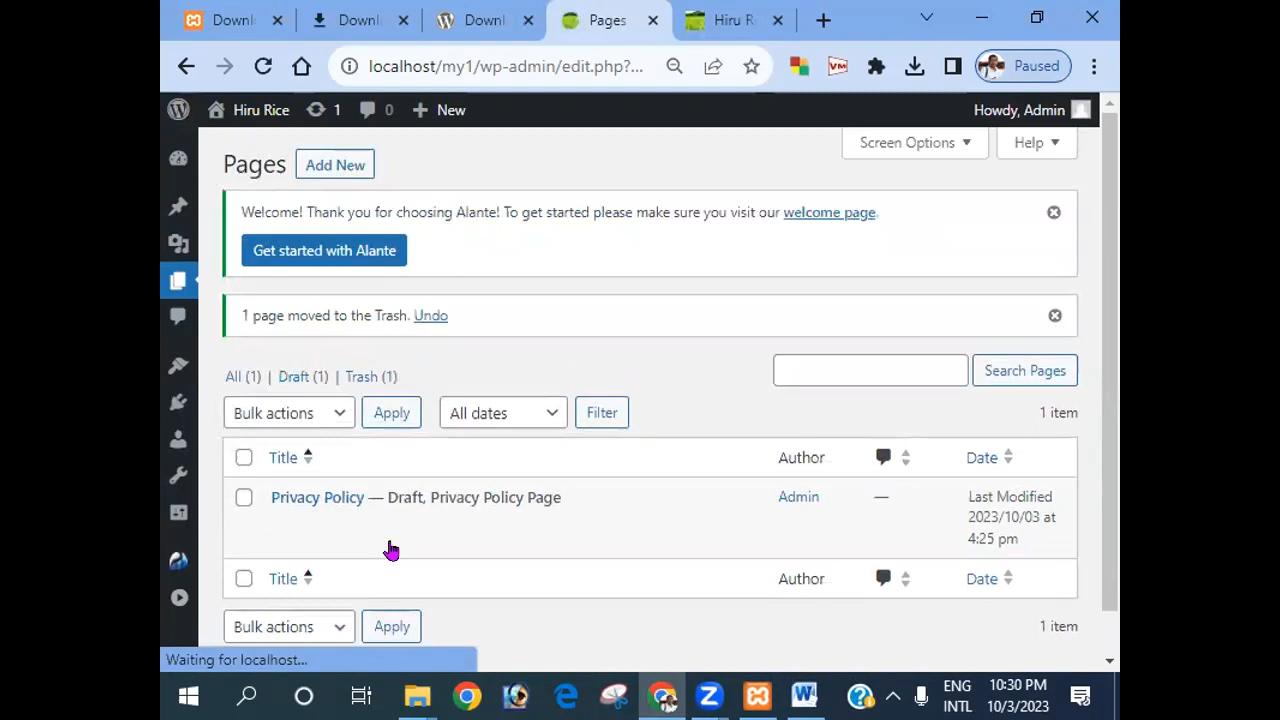 Downl
Downl
Downl
Pages
Hiru R
localhost/my1/wp-admin/edit.php?...
VM
Paused
Hiru Rice
1
0
New
Howdy, Admin
Screen Options
Help
Pages
Add New
Welcome! Thank you for choosing Alante! To get started please make sure you visit our welcome page.
Get started with Alante
1 page moved to the Trash. Undo
All (1) | Draft (1) | Trash (1)
Search Pages
Bulk actions
Apply
All dates
Filter
1 item
Title
Author
Date
Privacy Policy — Draft, Privacy Policy Page
Admin
—
Last Modified
2023/10/03 at
4:25 pm
Title
Author
Date
Bulk actions
Apply
1 item
Waiting for localhost...
ENG
INTL
10:30 PM
10/3/2023